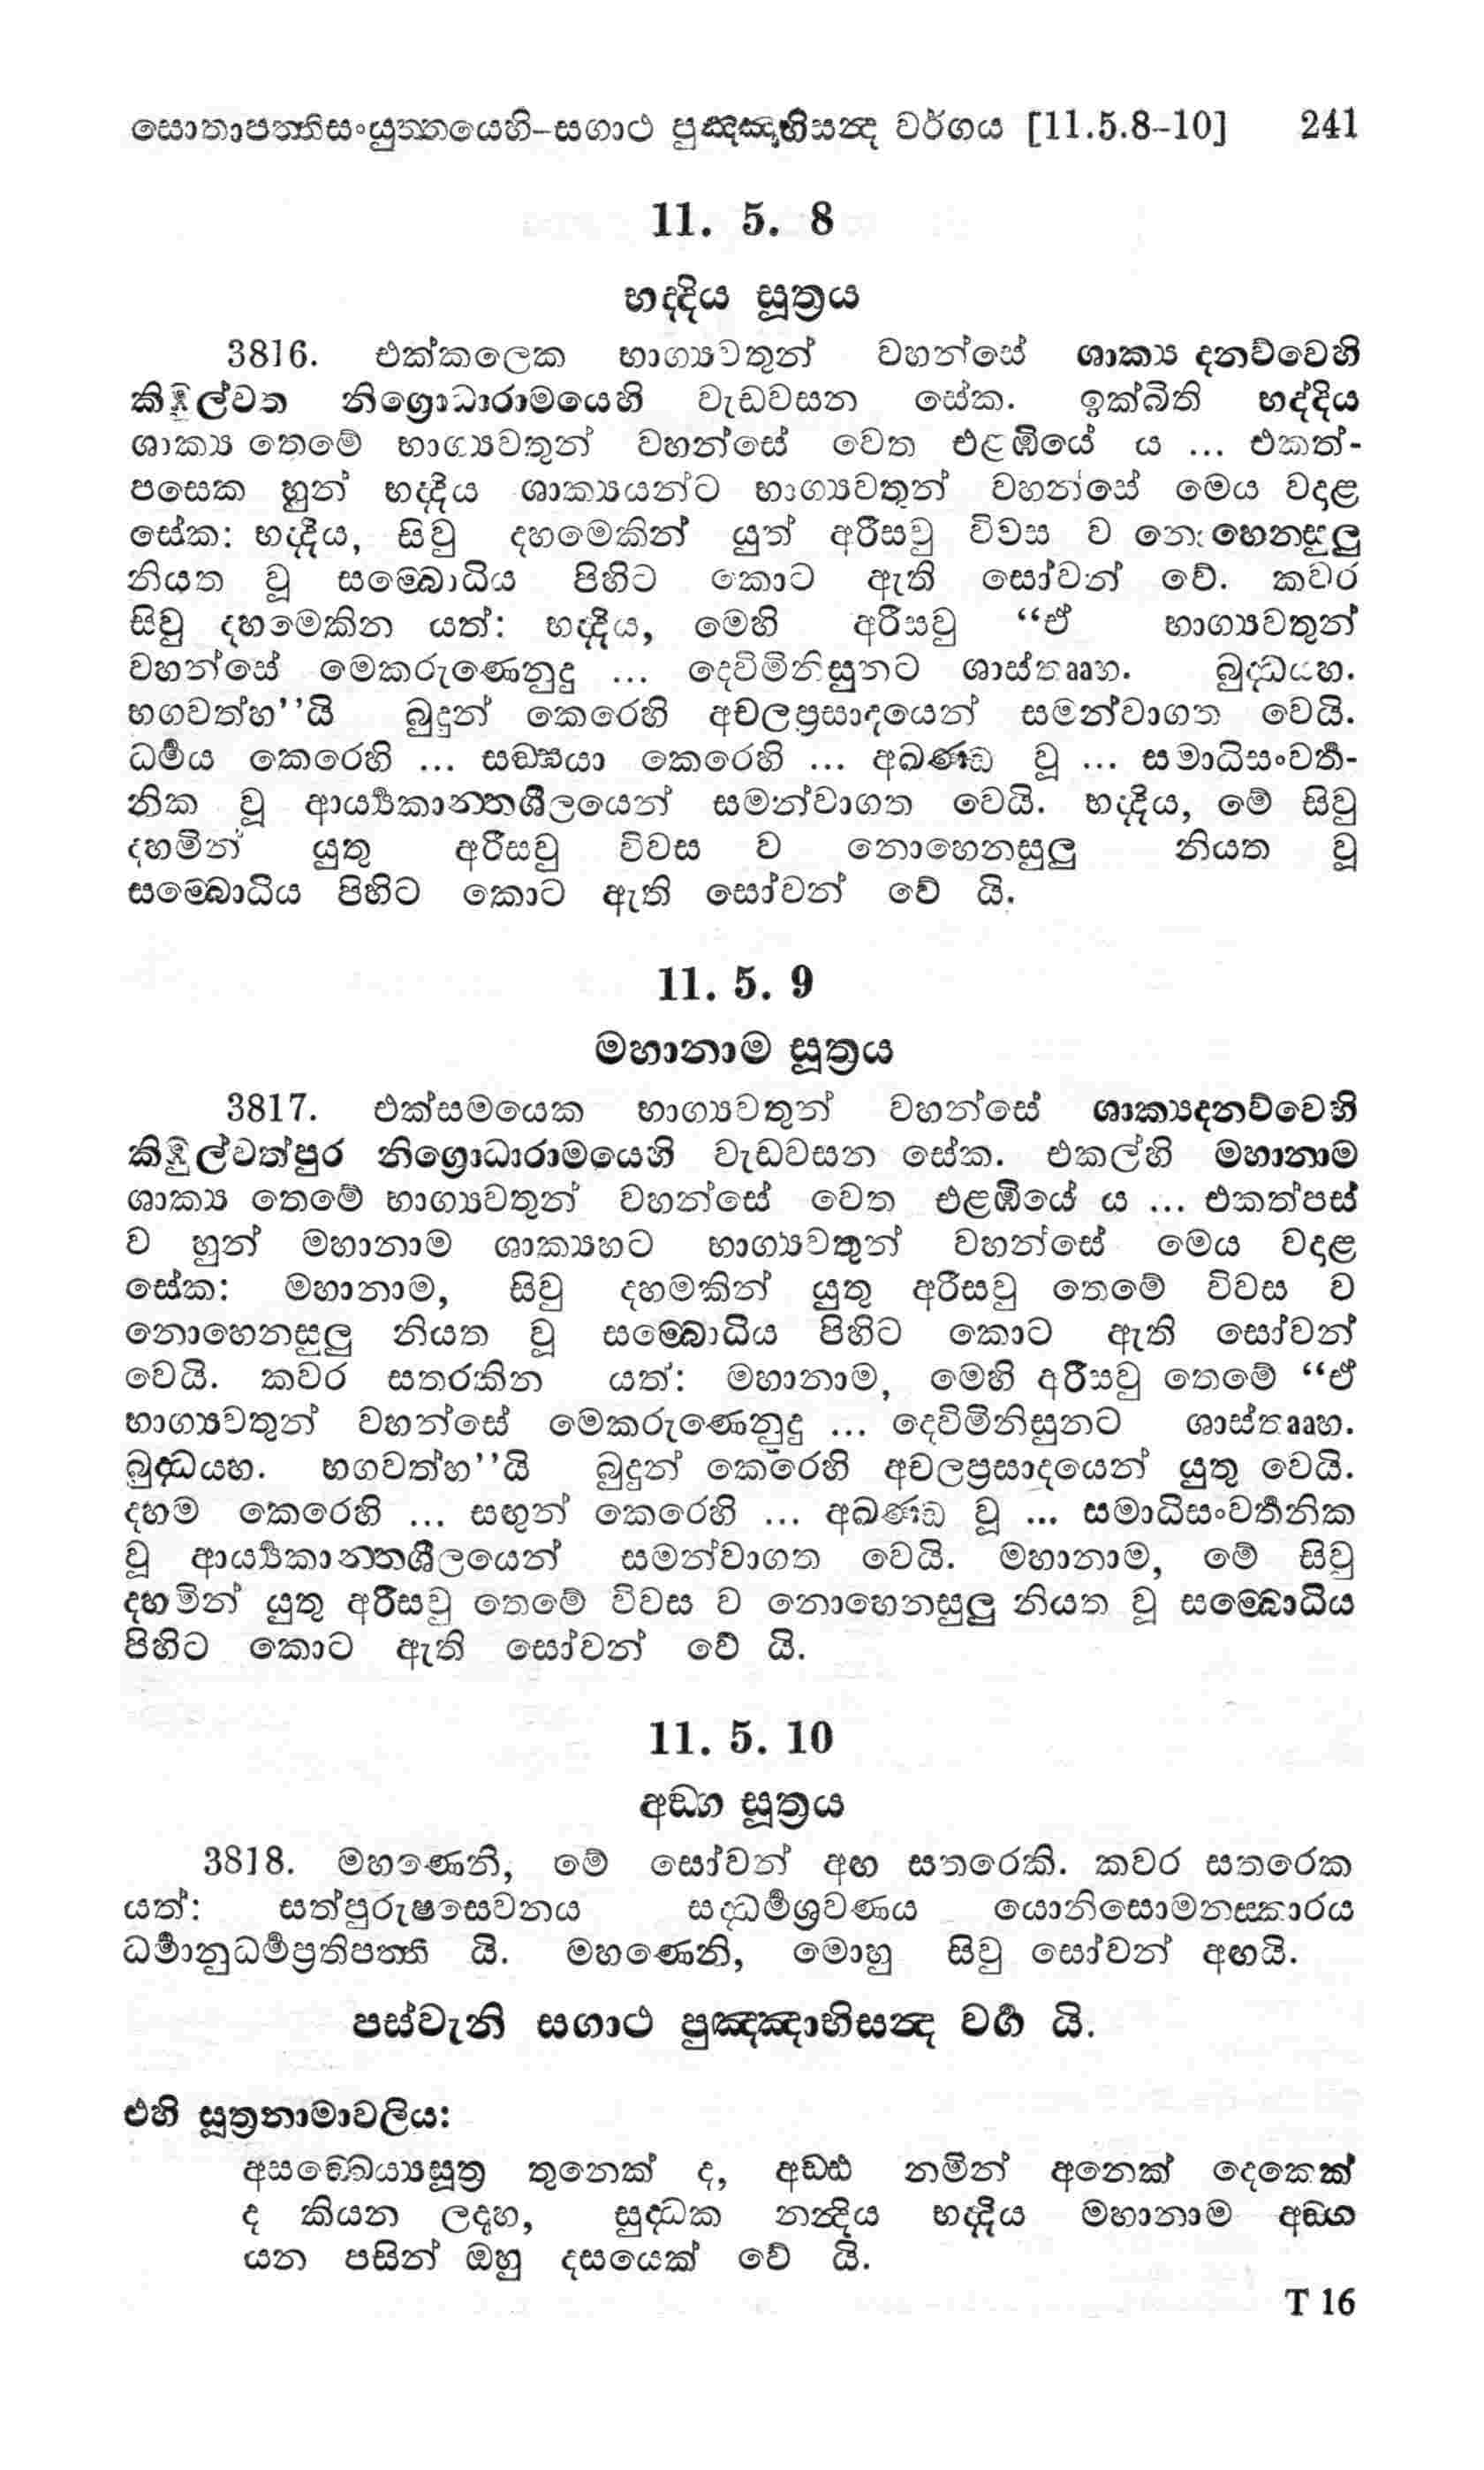 සොතාපත්තිසංයුත්තයෙහි–සගාථ පුඤ්ඤාභිසන්ද වර්ගය [11.5.8–10] 241
11. 5. 8
භද්දිය සූත්‍රය
3816. එක්කලෙක භාග්‍යවතුන් වහන්සේ ශාක්‍ය දනව්වෙහි
කිඹුල්වත නිග්‍රොධාරාමයෙහි වැඩවසන සේක. ඉක්බිති භද්දිය
ශාක්‍ය තෙමේ භාග්‍යවතුන් වහන්සේ වෙත එළඹියේ ය ... එකත්-
පසෙක හුන් භද්දිය ශාක්‍යයන්ට භාග්‍යවතුන් වහන්සේ මෙය වදාළ
සේක: භද්දිය, සිවු දහමෙකින් යුත් අරීසවු විවස ව නොහෙනසුලු
නියත වූ සම්බොධිය පිහිට කොට ඇති සෝවන් වේ. කවර
සිවු දහමෙකින යත්: භද්දිය, මෙහි අරීසවු “ඒ භාග්‍යවතුන්
වහන්සේ මෙකරුණෙනුදු ... දෙව්මිනිසුනට ශාස්තෲහ. බුද්ධයහ.
භගවත්හ’’යි බුදුන් කෙරෙහි අචලප්‍රසාදයෙන් සමන්වාගත වෙයි.
ධර්‍මය කෙරෙහි ... සඞ්ඝයා කෙරෙහි ... අඛණ්ඩ වූ ... සමාධිසංවර්‍ත-
නික වූ ආර්‍ය්‍යකාන්තශීලයෙන් සමන්වාගත වෙයි. භද්දිය, මේ සිවු
දහමින් යුතු අරීසවු විවස ව නොහෙනසුලු නියත වූ
සම්බොධිය පිහිට කොට ඇති සෝවන් වේ යි.
11. 5. 9
මහානාම සූත්‍රය
3817. එක්සමයෙක භාග්‍යවතුන් වහන්සේ ශාක්‍යදනව්වෙහි
කිඹුල්වත්පුර නිග්‍රොධාරාමයෙහි වැඩවසන සේක. එකල්හි මහානාම
ශාක්‍ය තෙමේ භාග්‍යවතුන් වහන්සේ වෙත එළඹියේ ය ... එකත්පස්
ව හුන් මහානාම ශාක්‍යහට භාග්‍යවතුන් වහන්සේ මෙය වදාළ
සේක: මහානාම, සිවු දහමකින් යුතු අරීසවු තෙමේ විවස ව
නොහෙනසුලු නියත වූ සම්බොධිය පිහිට කොට ඇති සෝවන්
වෙයි. කවර සතරකින යත්: මහානාම, මෙහි අරීසවු තෙමේ “ඒ
භාග්‍යවතුන් වහන්සේ මෙකරුණෙනුදු ... දෙව්මිනිසුනට ශාස්තෲහ.
බුද්ධයහ. භගවත්හ’’යි බුදුන් කෙරෙහි අචලප්‍රසාදයෙන් යුතු වෙයි.
දහම කෙරෙහි ... සඟුන් කෙරෙහි ... අඛණ්ඩ වූ ... සමාධිසංවර්‍තනික
වූ ආර්‍ය්‍යකාන්තශීලයෙන් සමන්වාගත වෙයි. මහානාම, මේ සිවු
දහමින් යුතු අරීසවු තෙමේ විවස ව නොහෙනසුලු නියත වූ සම්බොධිය
පිහිට කොට ඇති සෝවන් වේ යි.
11. 5. 10
අඞ්ග සූත්‍රය
3818. මහණෙනි, මේ සෝවන් අඟ සතරෙකි. කවර සතරෙක
යත්: සත්පුරුෂසෙවනය සද්ධර්‍මශ්‍රවණය යොනිසොමනස්කාරය
ධර්‍මානුධර්‍මප්‍රතිපත්ති යි. මහණෙනි, මොහු සිවු සෝවන් අඟයි.
පස්වැනි සගාථ පුඤ්ඤාභිසන්ද වර්‍ග යි.
එහි සූත්‍රනාමාවලිය:
අසඞ්ඛෙය්‍යසූත්‍ර තුනෙක් ද, අඩ්ඪ නමින් අනෙක් දෙකෙක්
ද කියන ලදහ, සුද්ධක නන්දිය භද්දිය මහානාම අඞ්ග
යන පසින් ඔහු දසයෙක් වේ යි.
T 16